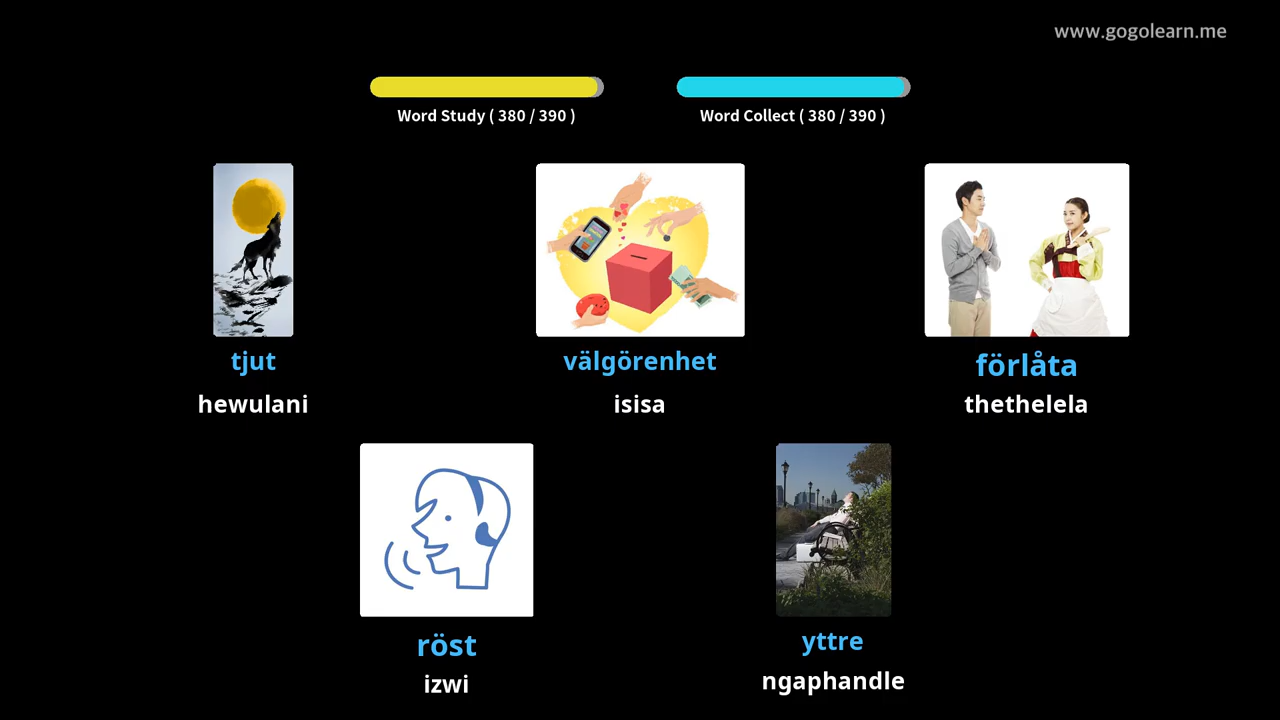 www.gogolearn.me
Word Study ( 380 / 390 )
Word Collect ( 380 / 390 )
tjut
hewulani
välgörenhet
isisa
förlåta
thethelela
röst
izwi
yttre
ngaphandle